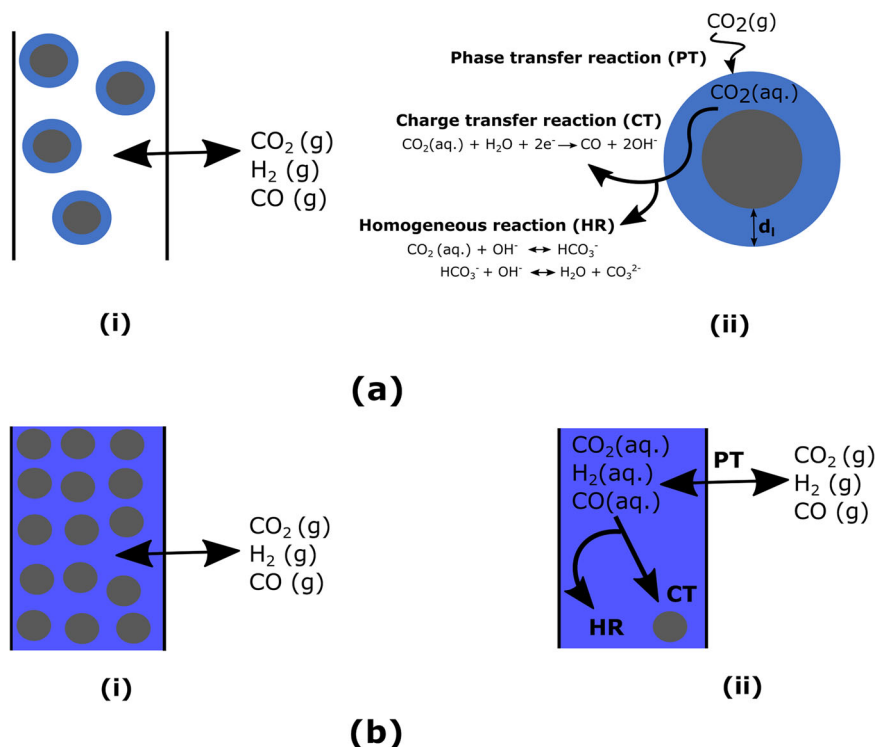 CO₂ (g)
H₂ (g)
CO (g)
(i)
CO₂(g)
Phase transfer reaction (PT)
CO₂(aq.)
Charge transfer reaction (CT)
CO₂(aq.) + H₂O + 2e⁻ → CO + 2OH⁻
Homogeneous reaction (HR)
CO₂ (aq.) + OH⁻ ↔ HCO₃⁻
HCO₃⁻ + OH⁻ ↔ H₂O + CO₃²⁻
dₗ
(ii)
(a)
CO₂ (g)
H₂ (g)
CO (g)
(i)
CO₂(aq.)
H₂(aq.)
CO(aq.)
PT
CO₂ (g)
H₂ (g)
CO (g)
CT
HR
(ii)
(b)